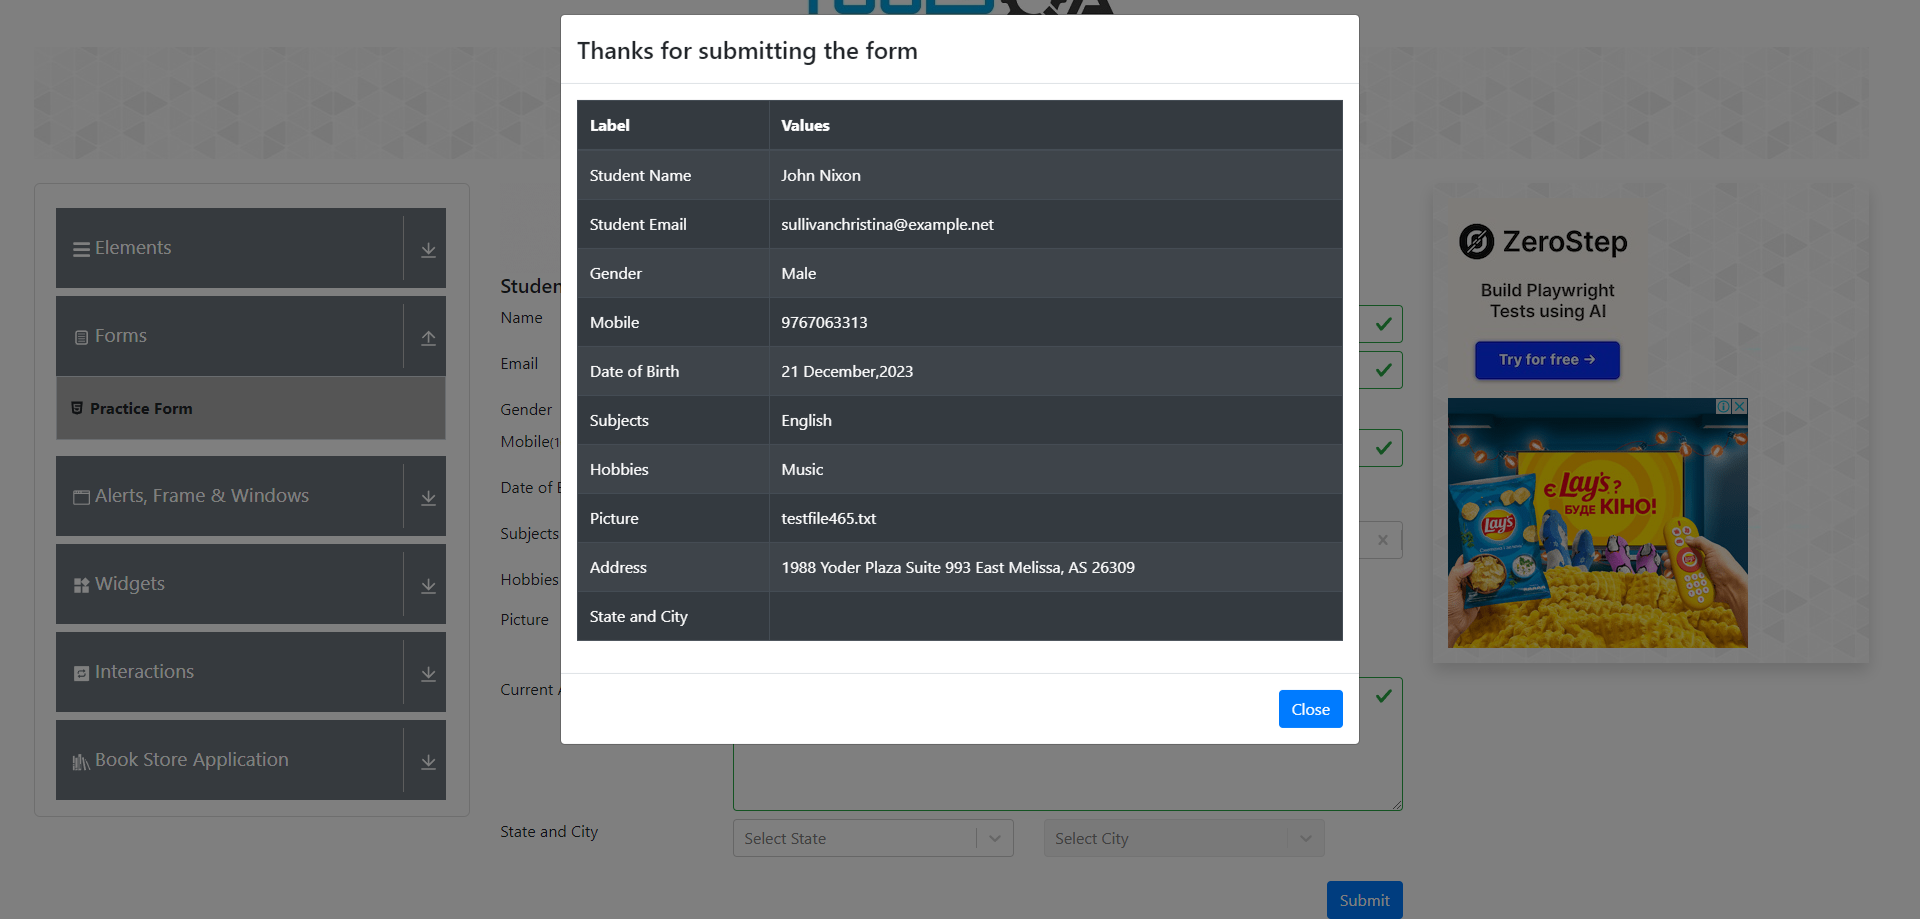 Thanks for submitting the form
Label Values
Student Name John Nixon
Student Email sullivanchristina@example.net
Gender Male
Mobile 9767063313
Date of Birth 21 December,2023
Subjects English
Hobbies Music
Picture testfile465.txt
Address 1988 Yoder Plaza Suite 993 East Melissa, AS 26309
State and City
Close
Elements
Forms
Practice Form
Alerts, Frame & Windows
Widgets
Interactions
Book Store Application
Studen
Name
Email
Gender
Mobile(1
Date of B
Subjects
Hobbies
Picture
Current A
State and City
Select State
Select City
Submit
ZeroStep
Build Playwright
Tests using AI
Try for free →
Є Lay's ?
БУДЕ КІНО!
Lay's